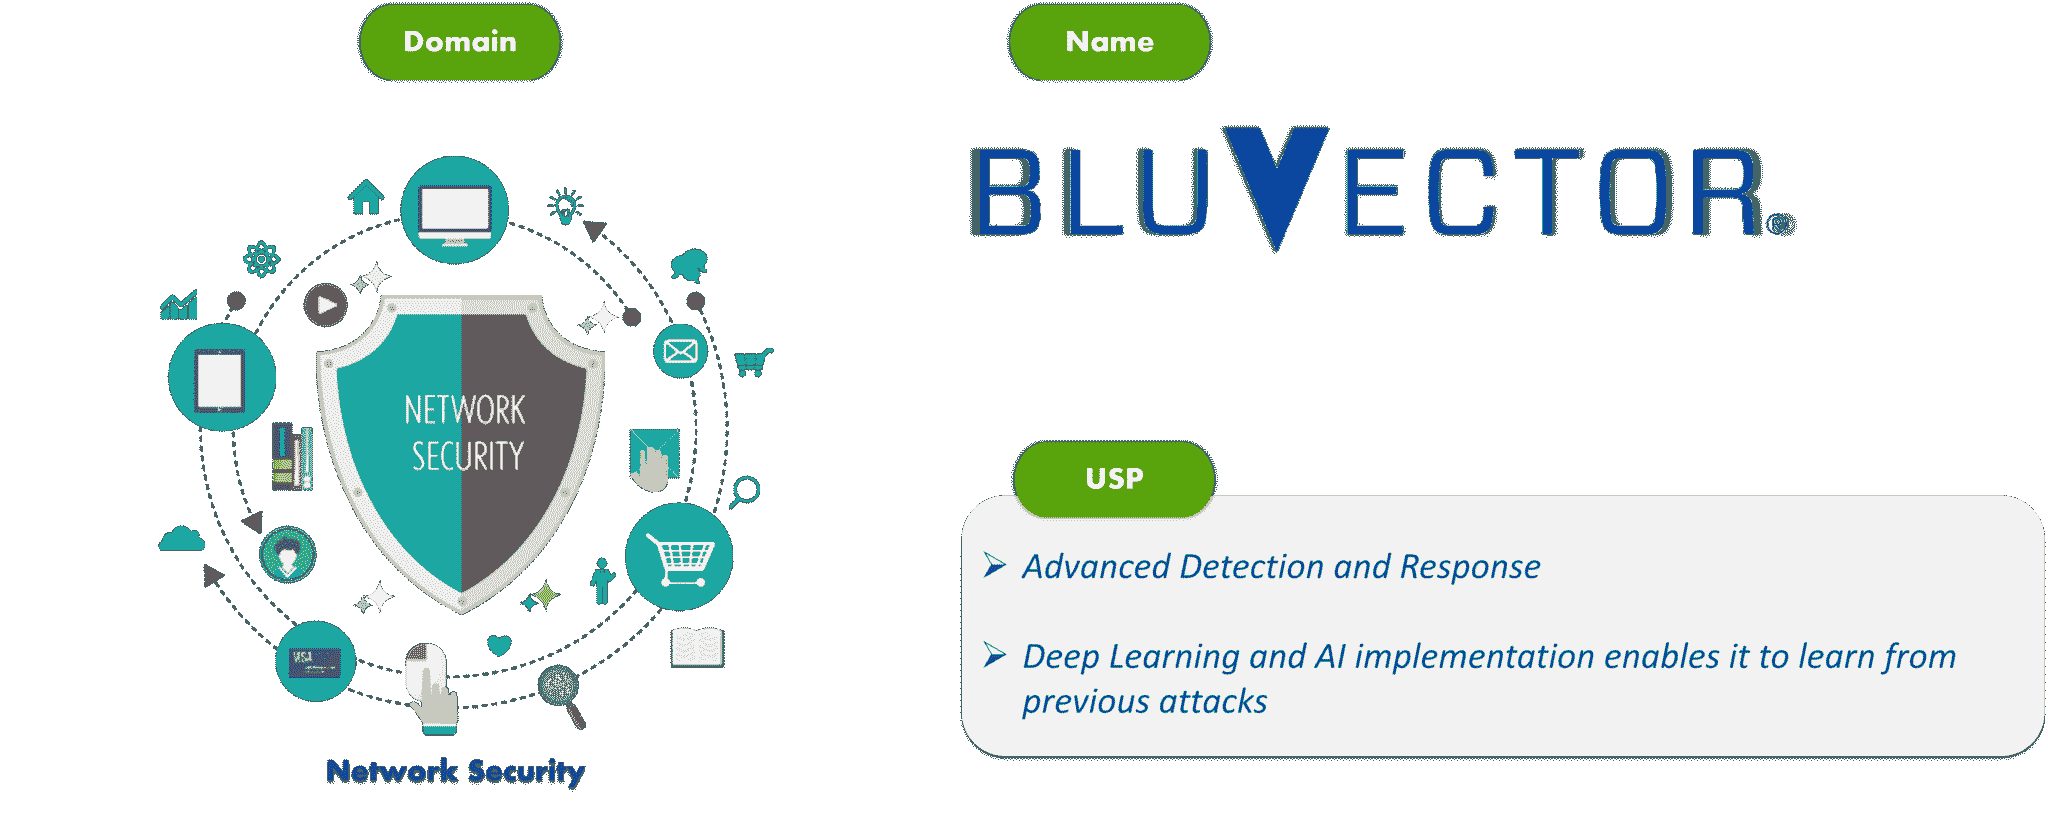 Domain
NETWORK
SECURITY
VISA
Network Security
Name
BLUVECTOR®
USP
Advanced Detection and Response
Deep Learning and AI implementation enables it to learn from
previous attacks